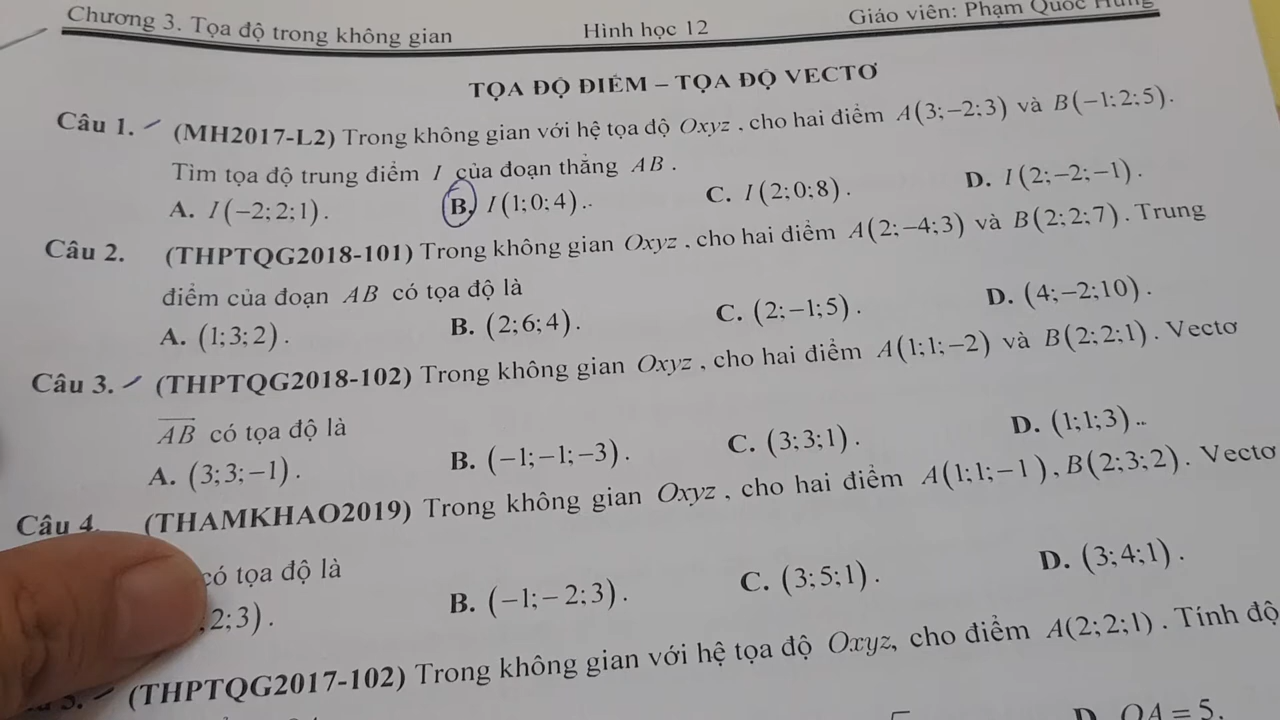 Chương 3. Tọa độ trong không gian Hình học 12 Giáo viên: Phạm Quốc Hùng
TỌA ĐỘ ĐIỂM – TỌA ĐỘ VECTƠ
Câu 1. (MH2017-L2) Trong không gian với hệ tọa độ Oxyz, cho hai điểm A(3;−2;3) và B(−1;2;5).
Tìm tọa độ trung điểm I của đoạn thẳng AB.
A. I(−2;2;1). B. I(1;0;4).. C. I(2;0;8). D. I(2;−2;−1).
Câu 2. (THPTQG2018-101) Trong không gian Oxyz, cho hai điểm A(2;−4;3) và B(2;2;7). Trung
điểm của đoạn AB có tọa độ là
A. (1;3;2). B. (2;6;4). C. (2;−1;5). D. (4;−2;10).
Câu 3. (THPTQG2018-102) Trong không gian Oxyz, cho hai điểm A(1;1;−2) và B(2;2;1). Vectơ
AB có tọa độ là
A. (3;3;−1). B. (−1;−1;−3). C. (3;3;1). D. (1;1;3)..
Câu 4. (THAMKHAO2019) Trong không gian Oxyz, cho hai điểm A(1;1;−1), B(2;3;2). Vectơ
có tọa độ là
2;3). B. (−1;−2;3). C. (3;5;1). D. (3;4;1).
(THPTQG2017-102) Trong không gian với hệ tọa độ Oxyz, cho điểm A(2;2;1). Tính độ
D. OA = 5.